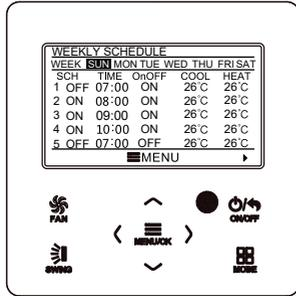 WEEKLY SCHEDULE
WEEK SUN MON TUE WED THU FRI SAT
SCH TIME OnOFF COOL HEAT
1 OFF 07:00 ON 26°C 26°C
2 ON 08:00 ON 26°C 26°C
3 ON 09:00 ON 26°C 26°C
4 ON 10:00 ON 26°C 26°C
5 OFF 07:00 OFF 26°C 26°C
MENU
FAN
MENU/OK
ON/OFF
SWING
MODE